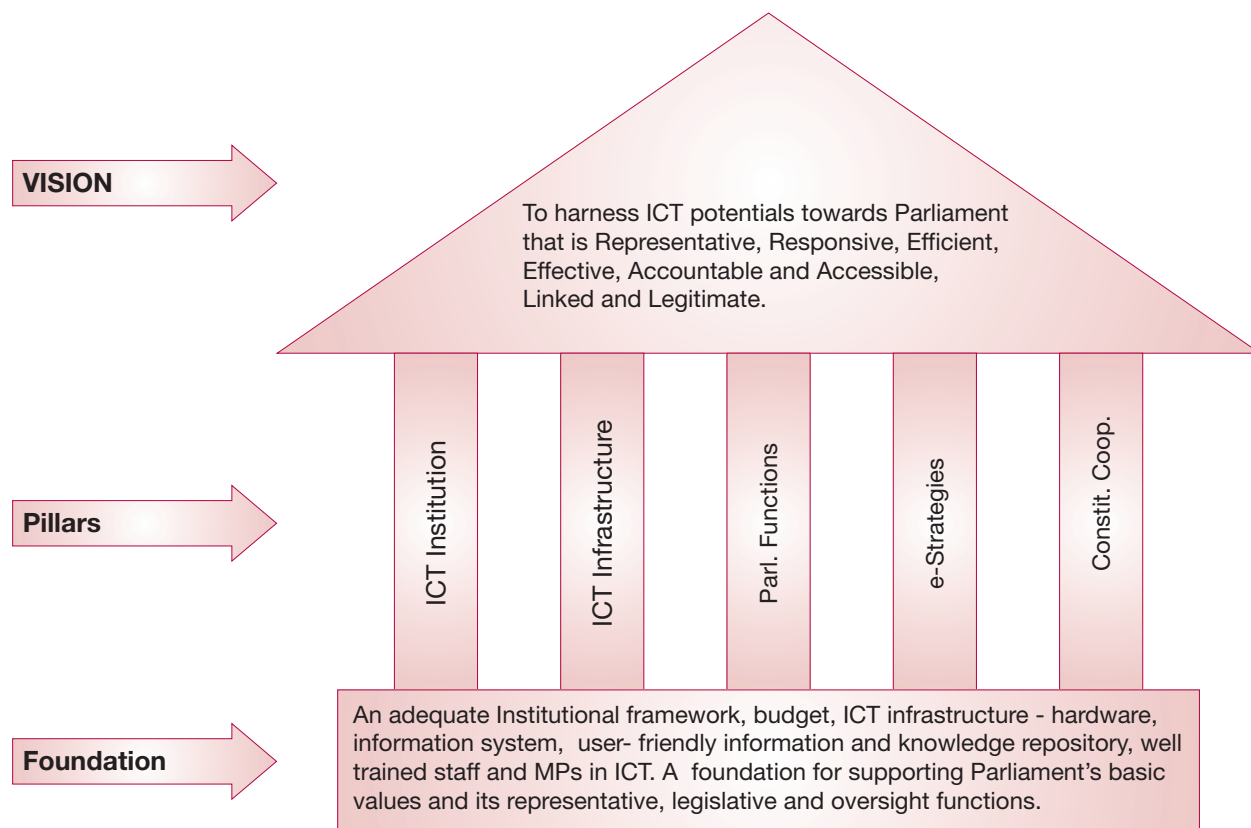 VISION
To harness ICT potentials towards Parliament
that is Representative, Responsive, Efficient,
Effective, Accountable and Accessible,
Linked and Legitimate.
Pillars
ICT Institution
ICT Infrastructure
Parl. Functions
e-Strategies
Constit. Coop.
Foundation
An adequate Institutional framework, budget, ICT infrastructure - hardware,
information system, user- friendly information and knowledge repository, well
trained staff and MPs in ICT. A foundation for supporting Parliament’s basic
values and its representative, legislative and oversight functions.